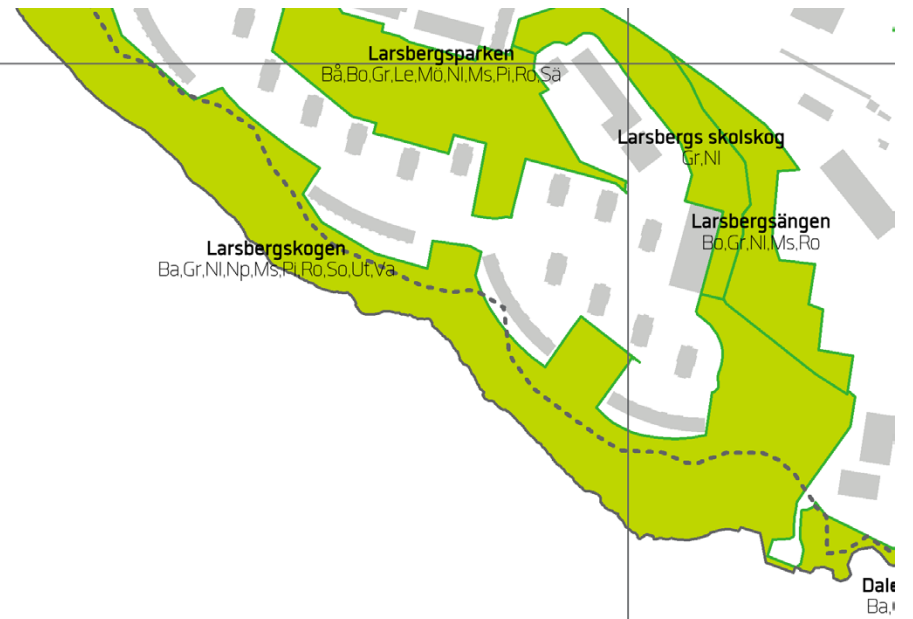 Larsbergsparken
Bå,Bo,Gr,Le,Mö,Nl,Ms,Pi,Ro,Sä
Larsbergs skolskog
Gr,Nl
Larsbergsängen
Bo,Gr,Nl,Ms,Ro
Larsbergskogen
Ba,Gr,Nl,Np,Ms,Pi,Ro,So,Ut,Va
Dale
Ba,